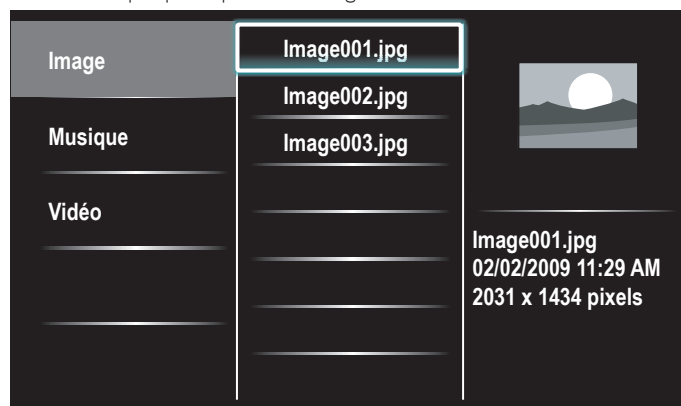 Image
Musique
Vidéo
Image001.jpg
Image002.jpg
Image003.jpg
Image001.jpg
02/02/2009 11:29 AM
2031 x 1434 pixels